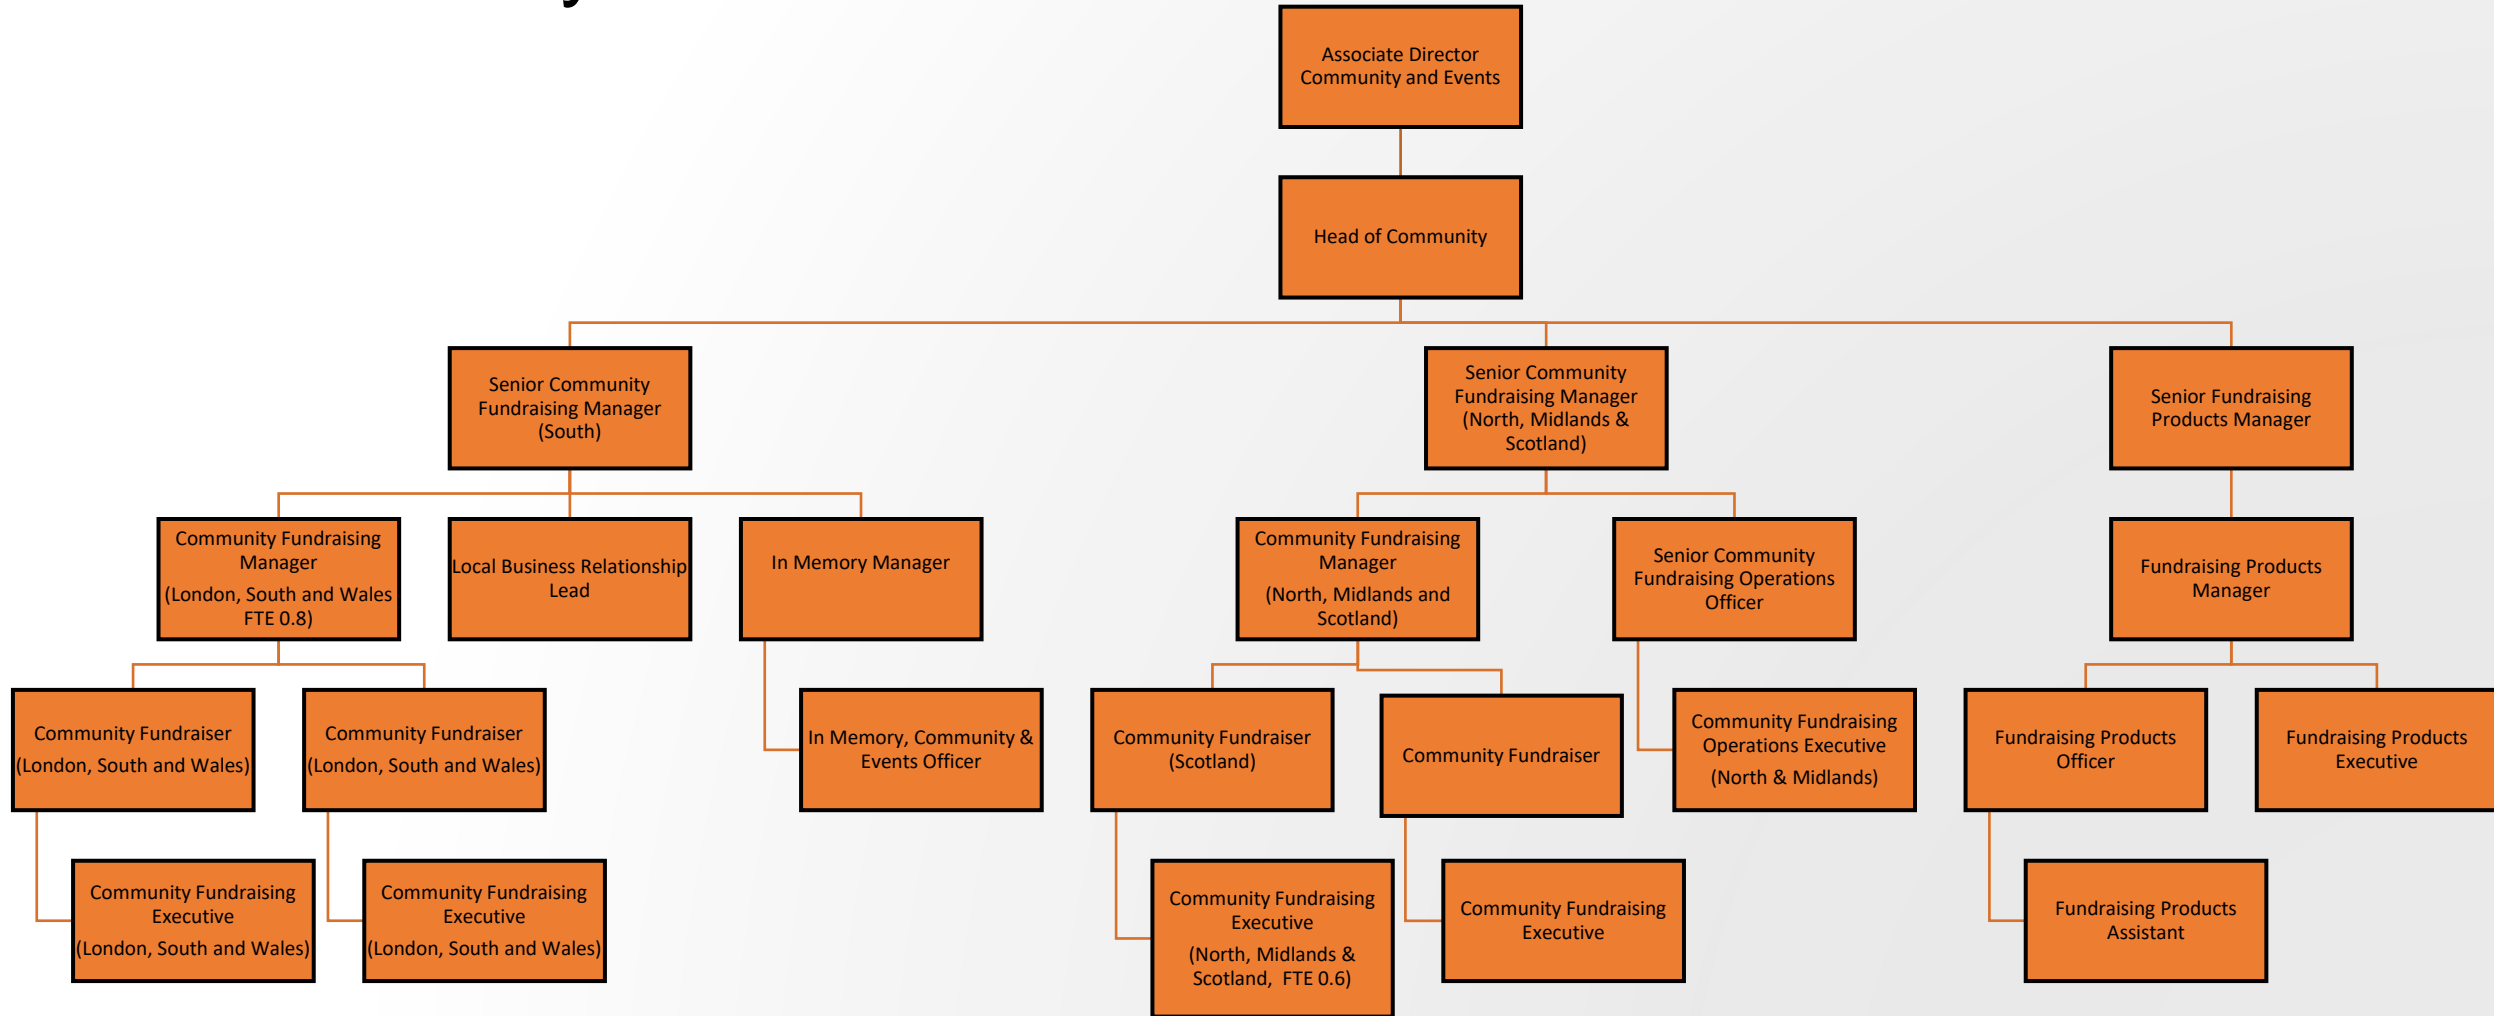 Associate Director
Community and Events
Head of Community
Senior Community
Fundraising Manager
(South)
Senior Community
Fundraising Manager
(North, Midlands &
Scotland)
Senior Fundraising
Products Manager
Community Fundraising
Manager
(London, South and Wales
FTE 0.8)
Local Business Relationship
Lead
In Memory Manager
Community Fundraising
Manager
(North, Midlands and
Scotland)
Senior Community
Fundraising Operations
Officer
Fundraising Products
Manager
Community Fundraiser
(London, South and Wales)
Community Fundraiser
(London, South and Wales)
In Memory, Community &
Events Officer
Community Fundraiser
(Scotland)
Community Fundraiser
Community Fundraising
Operations Executive
(North & Midlands)
Fundraising Products
Officer
Fundraising Products
Executive
Community Fundraising
Executive
(London, South and Wales)
Community Fundraising
Executive
(London, South and Wales)
Community Fundraising
Executive
(North, Midlands &
Scotland, FTE 0.6)
Community Fundraising
Executive
Fundraising Products
Assistant